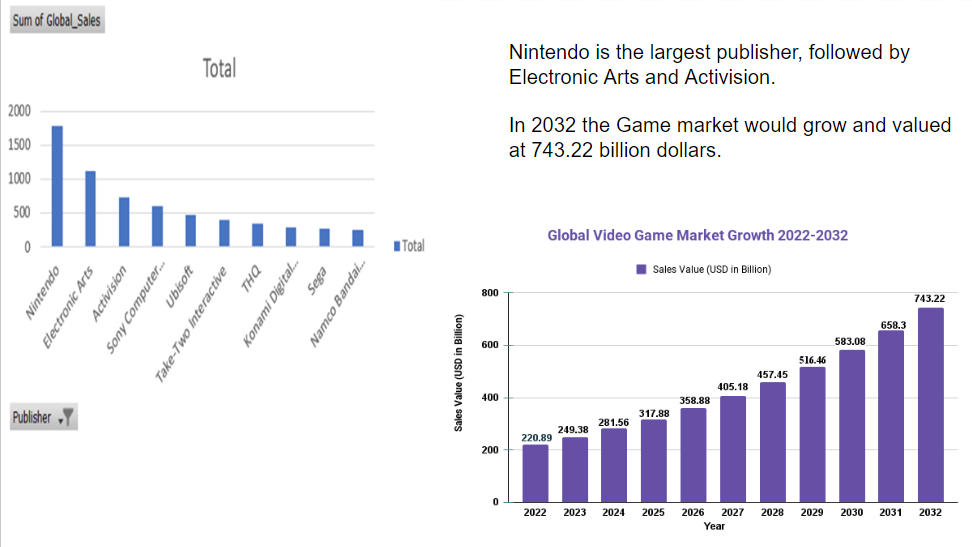 Sum of Global_Sales
Total
2000
1500
1000
500
0
Nintendo
Electronic Arts
Activision
Sony Computer...
Ubisoft
Take-Two Interactive
THQ
Konami Digital...
Sega
Namco Bandai...
Total
Publisher
Nintendo is the largest publisher, followed by
Electronic Arts and Activision.
In 2032 the Game market would grow and valued
at 743.22 billion dollars.
Global Video Game Market Growth 2022-2032
Sales Value (USD in Billion)
Sales Value (USD in Billion)
800
600
400
200
0
220.89
249.38
281.56
317.88
358.88
405.18
457.45
516.46
583.08
658.3
743.22
2022 2023 2024 2025 2026 2027 2028 2029 2030 2031 2032
Year